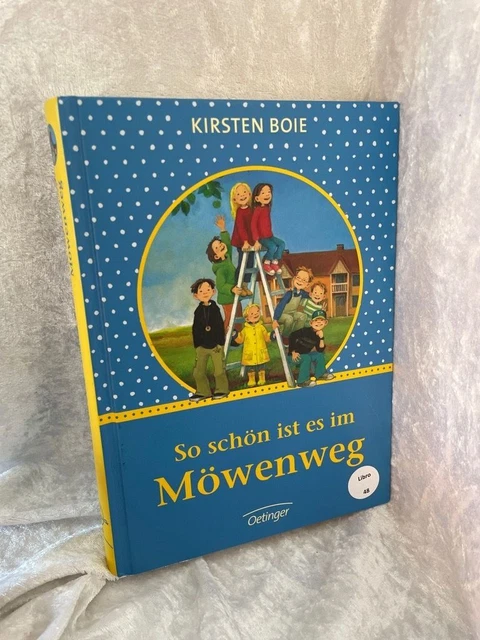 KIRSTEN BOIE
So schön ist es im
Möwenweg
Oetinger
Libro
48